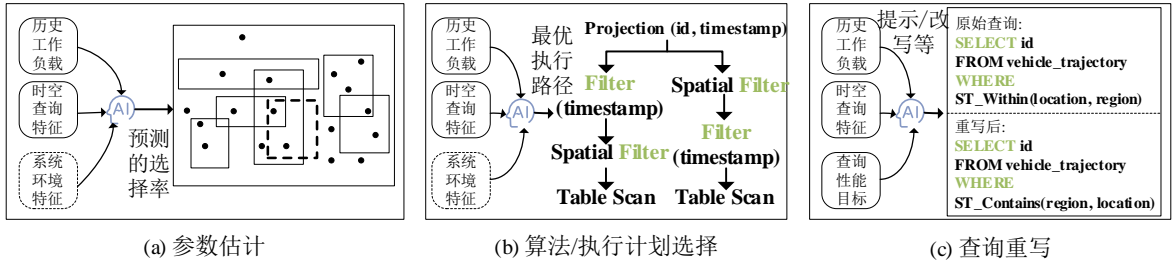 历史
工作
负载
时空
查询
特征
系统
环境
特征
AI
预测
的选
择率
(a) 参数估计
历史
工作
负载
时空
查询
特征
系统
环境
特征
AI
最优
执行
路径
Projection (id, timestamp)
Filter
(timestamp)
Spatial Filter
Table Scan
Spatial Filter
Filter
(timestamp)
Table Scan
(b) 算法/执行计划选择
历史
工作
负载
时空
查询
特征
查询
性能
目标
AI
提示/改
写等
原始查询:
SELECT id
FROM vehicle_trajectory
WHERE
ST_Within(location, region)
重写后:
SELECT id
FROM vehicle_trajectory
WHERE
ST_Contains(region, location)
(c) 查询重写